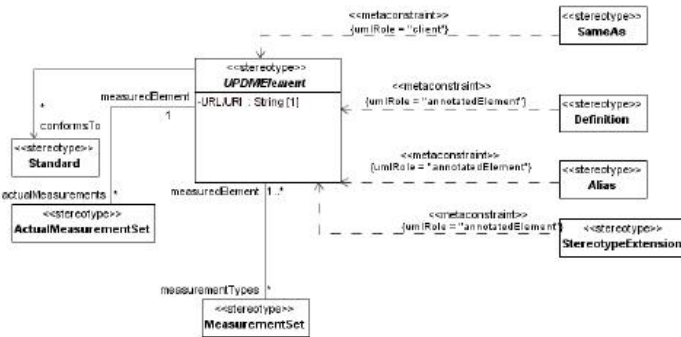 <<metaconstraint>>
{umlRole = "client"}
<<stereotype>>
SameAs
<<stereotype>>
UPDMElement
-URL/URI : String [1]
measuredElement
1
*
conformsTo
<<stereotype>>
Standard
<<metaconstraint>>
{umlRole = "annotatedElement"}
<<stereotype>>
Definition
<<metaconstraint>>
{umlRole = "annotatedElement"}
<<stereotype>>
Alias
actualMeasurements *
<<stereotype>>
ActualMeasurementSet
measuredElement 1..*
<<metaconstraint>>
{umlRole = "annotatedElement"}
<<stereotype>>
StereotypeExtension
measurementTypes *
<<stereotype>>
MeasurementSet